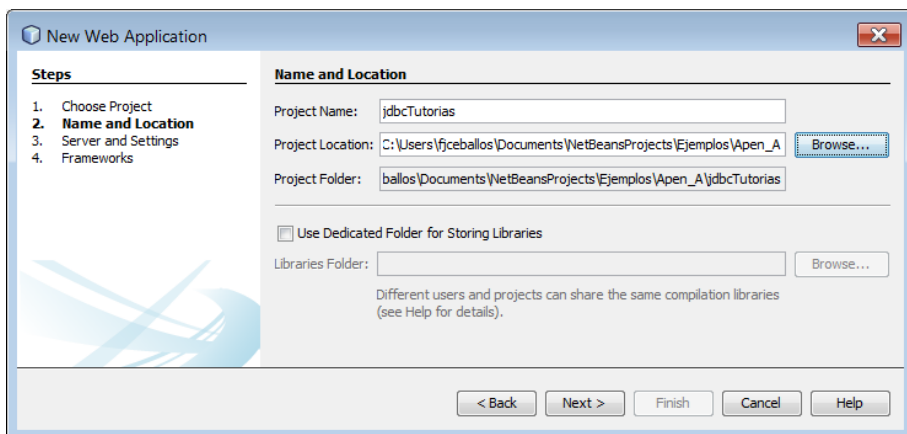 New Web Application
Steps
1. Choose Project
2. Name and Location
3. Server and Settings
4. Frameworks
Name and Location
Project Name: jdbcTutorias
Project Location: C:\Users\fjceballos\Documents\NetBeansProjects\Ejemplos\Apen_A Browse...
Project Folder: ballos\Documents\NetBeansProjects\Ejemplos\Apen_A\jdbcTutorias
Use Dedicated Folder for Storing Libraries
Libraries Folder: Browse...
Different users and projects can share the same compilation libraries
(see Help for details).
< Back Next > Finish Cancel Help